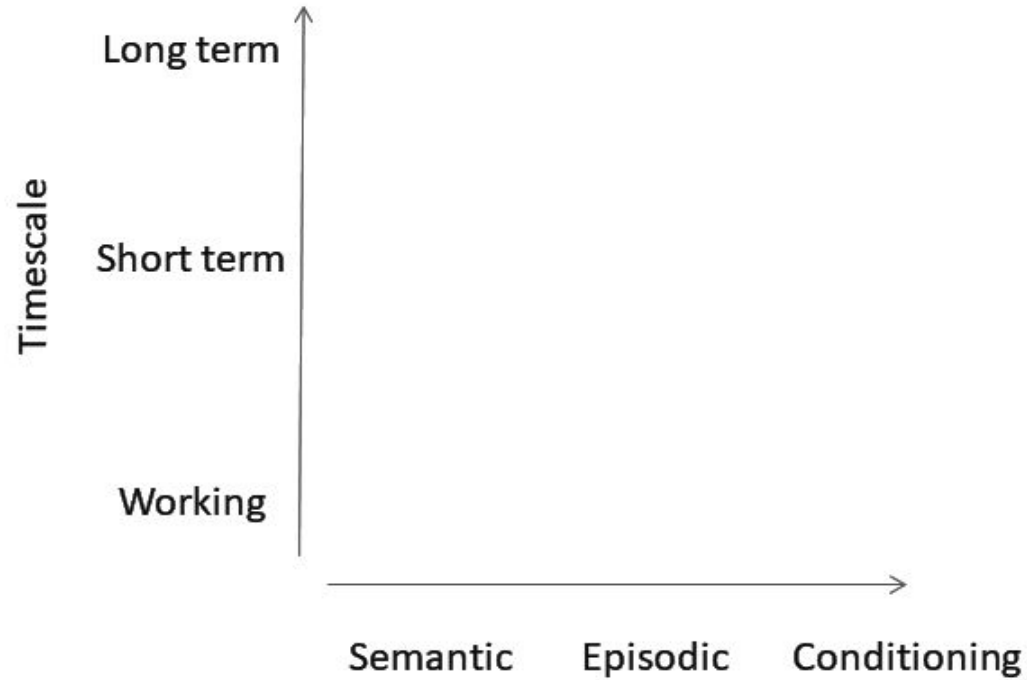 Long term
Timescale
Short term
Working
Semantic Episodic Conditioning